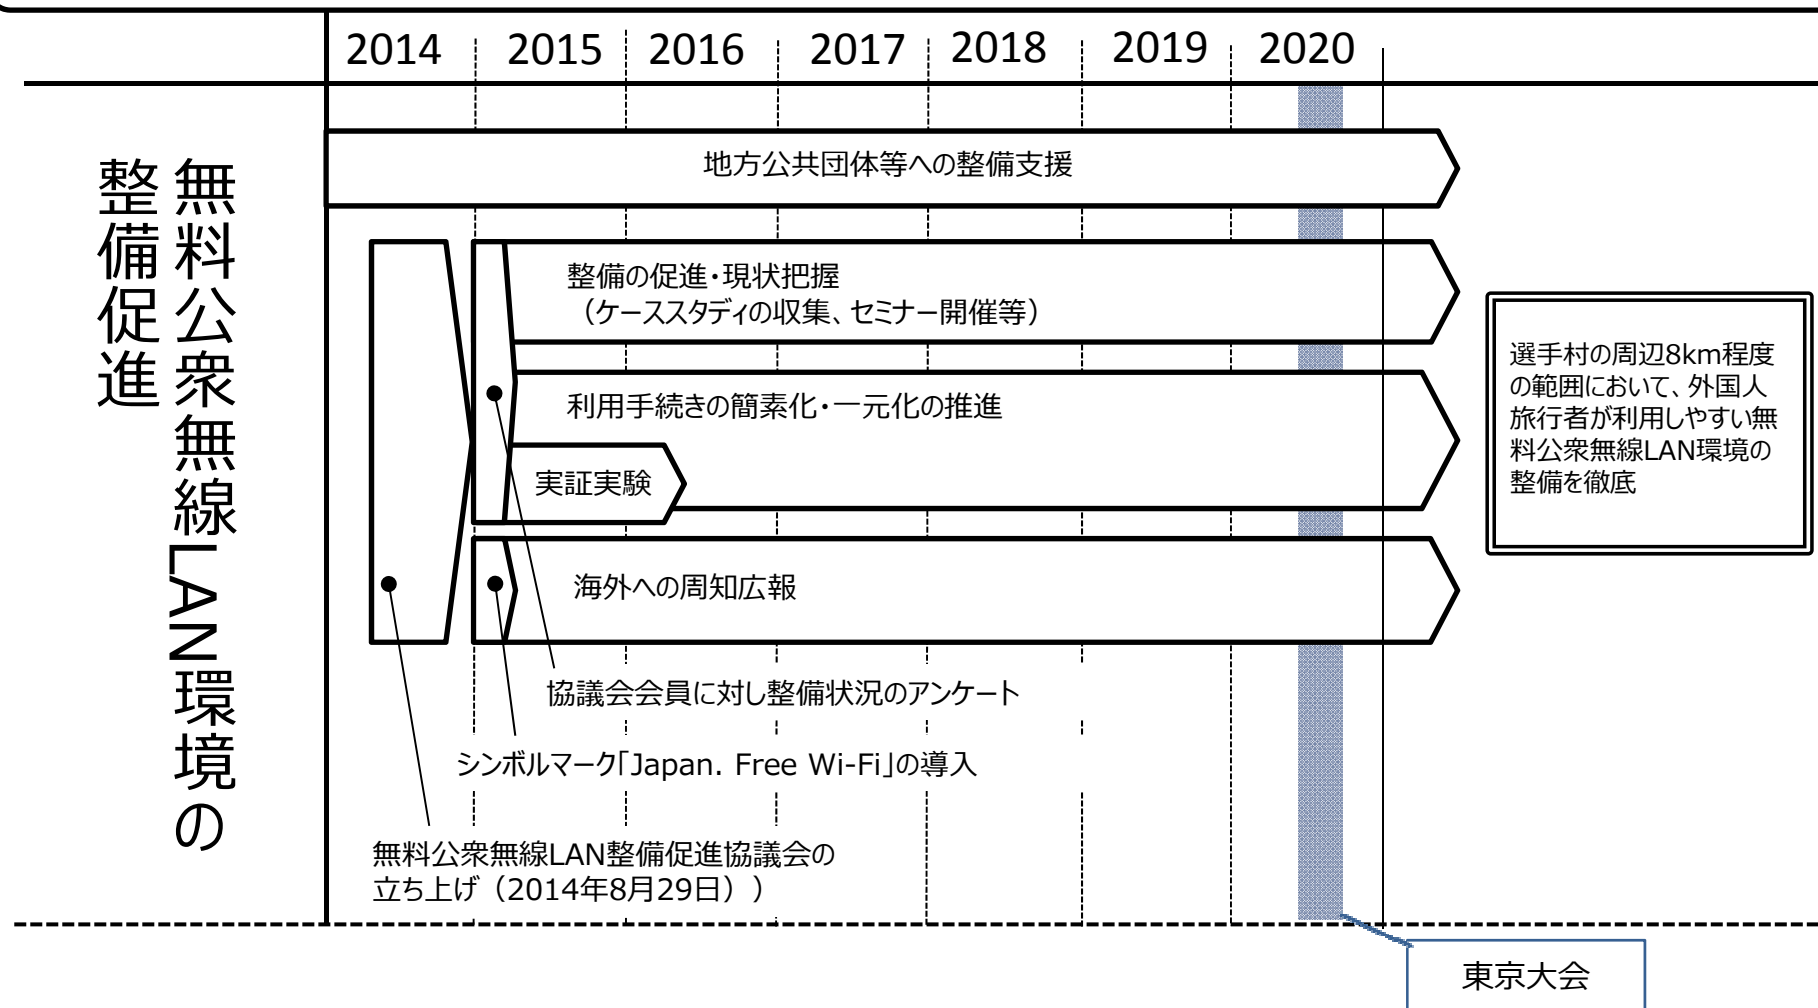 2014 2015 2016 2017 2018 2019 2020
無料公衆無線LAN環境の
整備促進
地方公共団体等への整備支援
整備の促進・現状把握
（ケーススタディの収集、セミナー開催等）
利用手続きの簡素化・一元化の推進
実証実験
海外への周知広報
協議会会員に対し整備状況のアンケート
シンボルマーク「Japan. Free Wi-Fi」の導入
無料公衆無線LAN整備促進協議会の
立ち上げ（2014年8月29日））
選手村の周辺8km程度
の範囲において、外国人
旅行者が利用しやすい無
料公衆無線LAN環境の
整備を徹底
東京大会